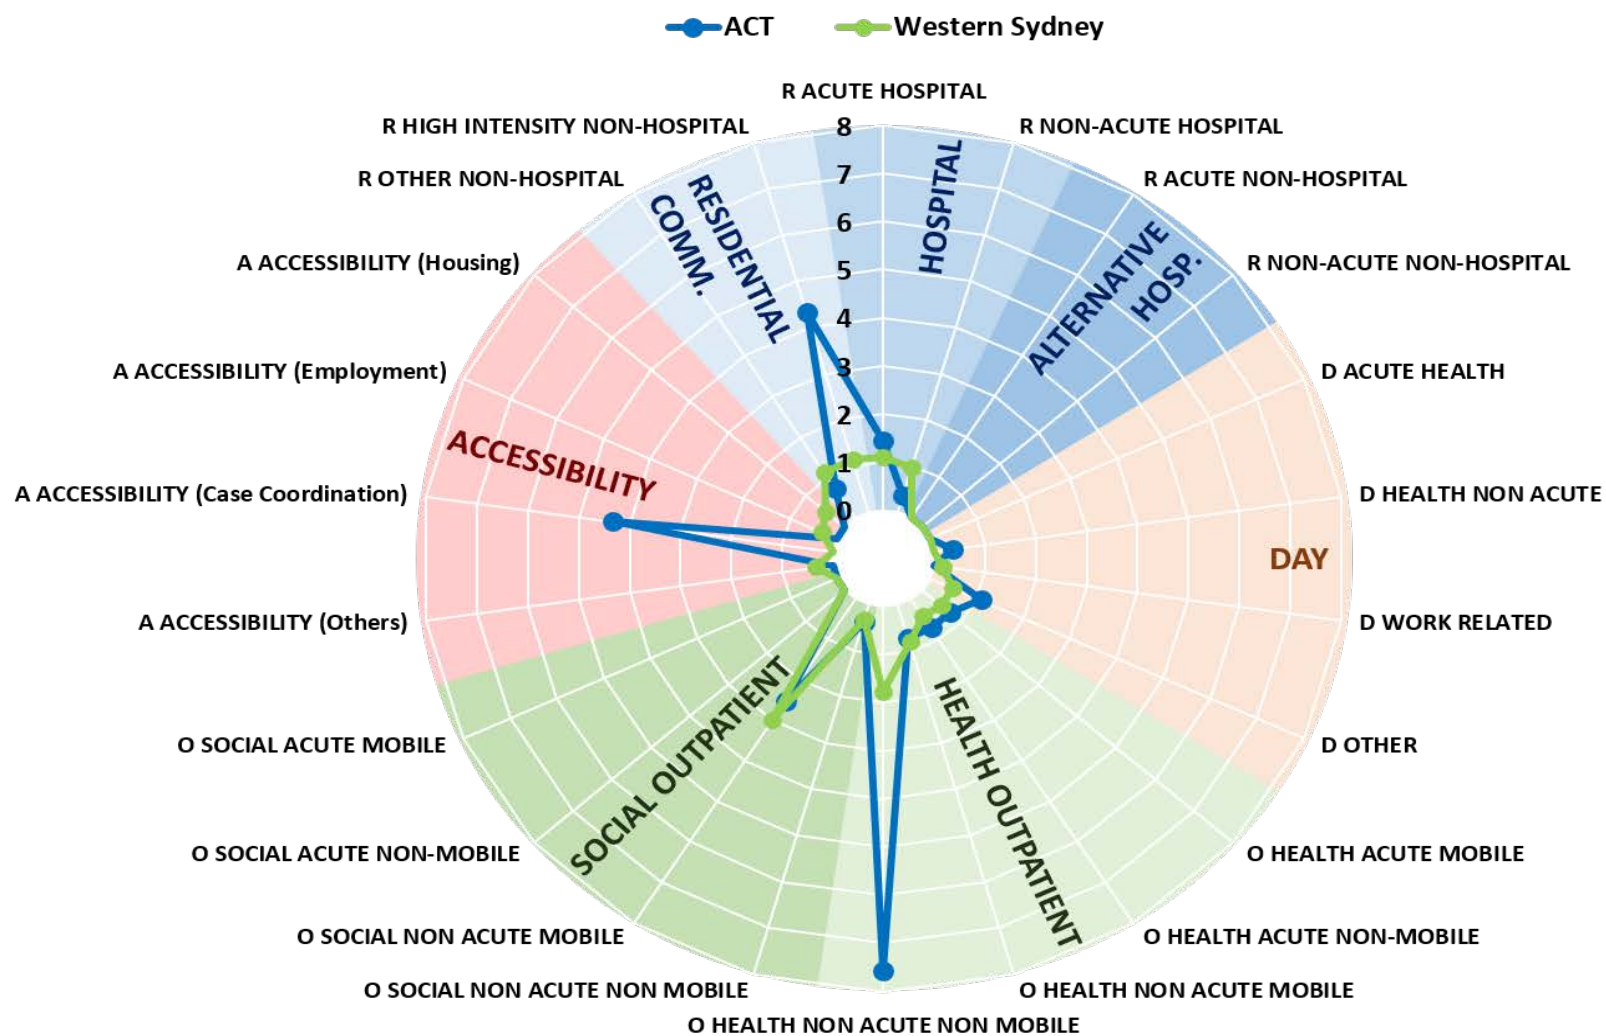 ACT
Western Sydney
R ACUTE HOSPITAL
R HIGH INTENSITY NON-HOSPITAL
R NON-ACUTE HOSPITAL
R OTHER NON-HOSPITAL
R ACUTE NON-HOSPITAL
A ACCESSIBILITY (Housing)
R NON-ACUTE NON-HOSPITAL
A ACCESSIBILITY (Employment)
D ACUTE HEALTH
A ACCESSIBILITY (Case Coordination)
D HEALTH NON ACUTE
A ACCESSIBILITY (Others)
D WORK RELATED
O SOCIAL ACUTE MOBILE
D OTHER
O SOCIAL ACUTE NON-MOBILE
O HEALTH ACUTE MOBILE
O SOCIAL NON ACUTE MOBILE
O HEALTH ACUTE NON-MOBILE
O SOCIAL NON ACUTE NON MOBILE
O HEALTH NON ACUTE MOBILE
O HEALTH NON ACUTE NON MOBILE
8
7
6
5
4
3
2
1
0
RESIDENTIAL
COMM.
HOSPITAL
ALTERNATIVE
HOSP.
ACCESSIBILITY
DAY
SOCIAL OUTPATIENT
HEALTH OUTPATIENT